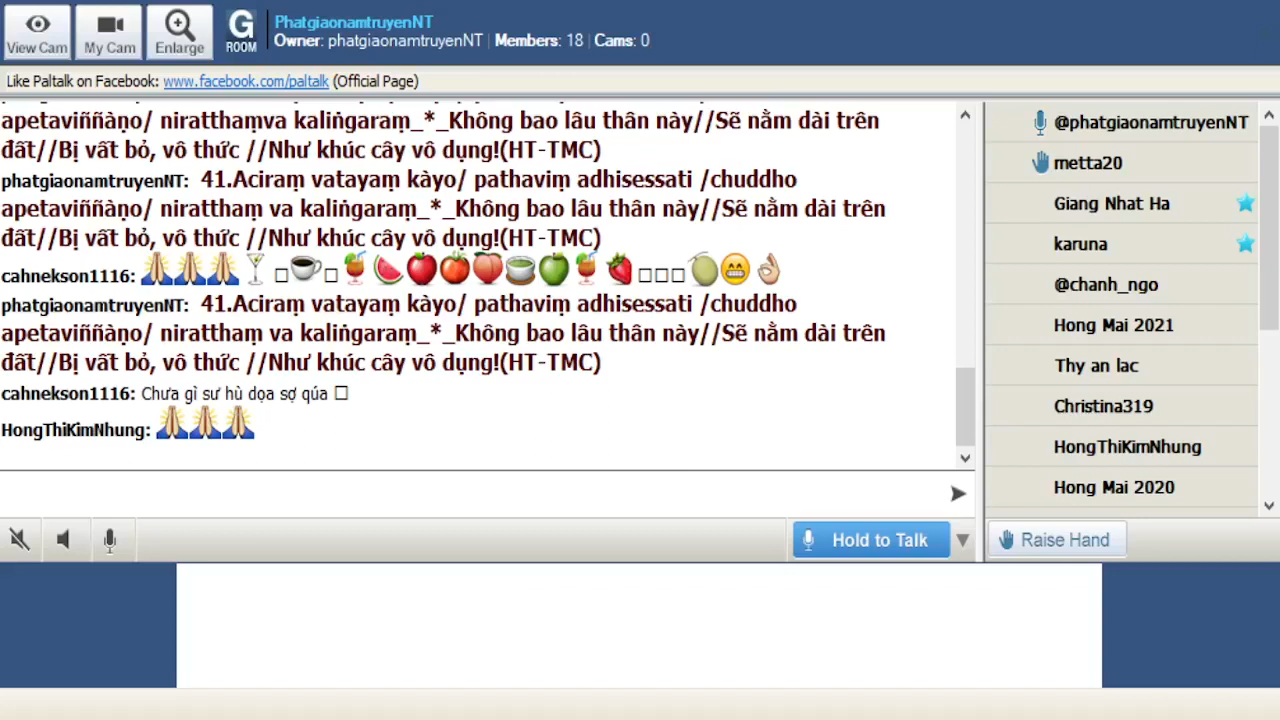 View Cam
My Cam
Enlarge
G
ROOM
PhatgiaonamtruyenNT
Owner: phatgiaonamtruyenNT | Members: 18 | Cams: 0
Like Paltalk on Facebook: www.facebook.com/paltalk (Official Page)
apetaviññàṇo/ niratthaṃva kaliṅgaraṃ_*_Không bao lâu thân này//Sẽ nằm dài trên
đất//Bị vất bỏ, vô thức //Như khúc cây vô dụng!(HT-TMC)
phatgiaonamtruyenNT: 41.Aciraṃ vatayaṃ kàyo/ pathaviṃ adhisessati /chuddho
apetaviññàṇo/ niratthaṃ va kaliṅgaraṃ_*_Không bao lâu thân này//Sẽ nằm dài trên
đất//Bị vất bỏ, vô thức //Như khúc cây vô dụng!(HT-TMC)
cahnekson1116:
phatgiaonamtruyenNT: 41.Aciraṃ vatayaṃ kàyo/ pathaviṃ adhisessati /chuddho
apetaviññàṇo/ niratthaṃ va kaliṅgaraṃ_*_Không bao lâu thân này//Sẽ nằm dài trên
đất//Bị vất bỏ, vô thức //Như khúc cây vô dụng!(HT-TMC)
cahnekson1116: Chưa gì sư hù dọa sợ qúa
HongThiKimNhung:
@phatgiaonamtruyenNT
metta20
Giang Nhat Ha
karuna
@chanh_ngo
Hong Mai 2021
Thy an lac
Christina319
HongThiKimNhung
Hong Mai 2020
Hold to Talk
Raise Hand